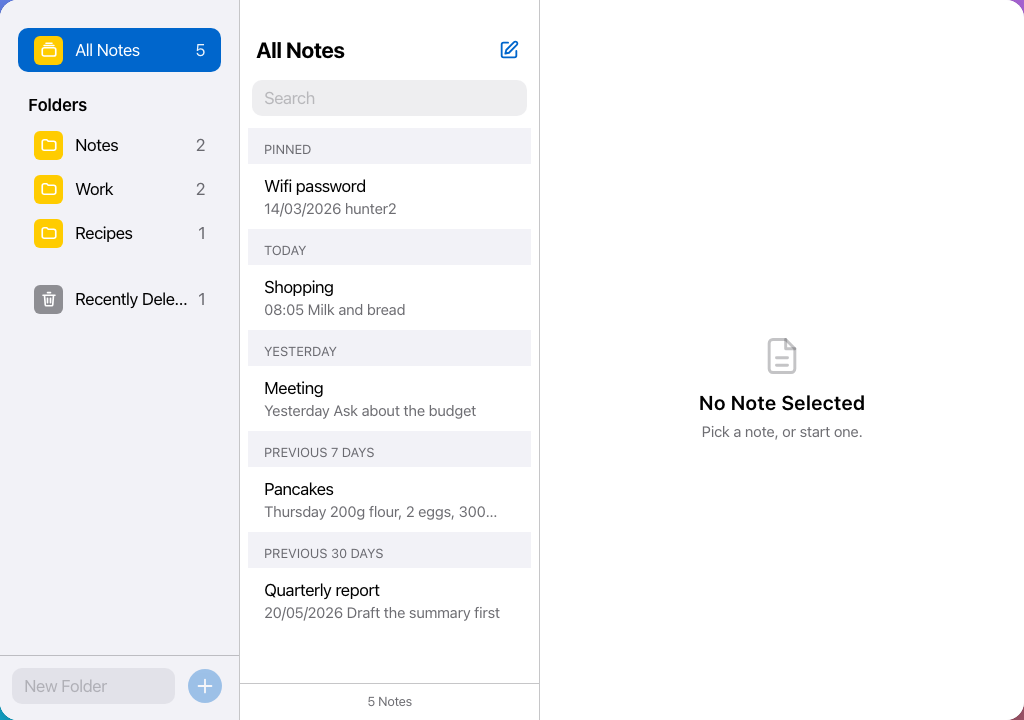 All Notes 5
Folders
Notes 2
Work 2
Recipes 1
Recently Dele... 1
New Folder
All Notes
Search
PINNED
Wifi password
14/03/2026 hunter2
TODAY
Shopping
08:05 Milk and bread
YESTERDAY
Meeting
Yesterday Ask about the budget
PREVIOUS 7 DAYS
Pancakes
Thursday 200g flour, 2 eggs, 300...
PREVIOUS 30 DAYS
Quarterly report
20/05/2026 Draft the summary first
5 Notes
No Note Selected
Pick a note, or start one.